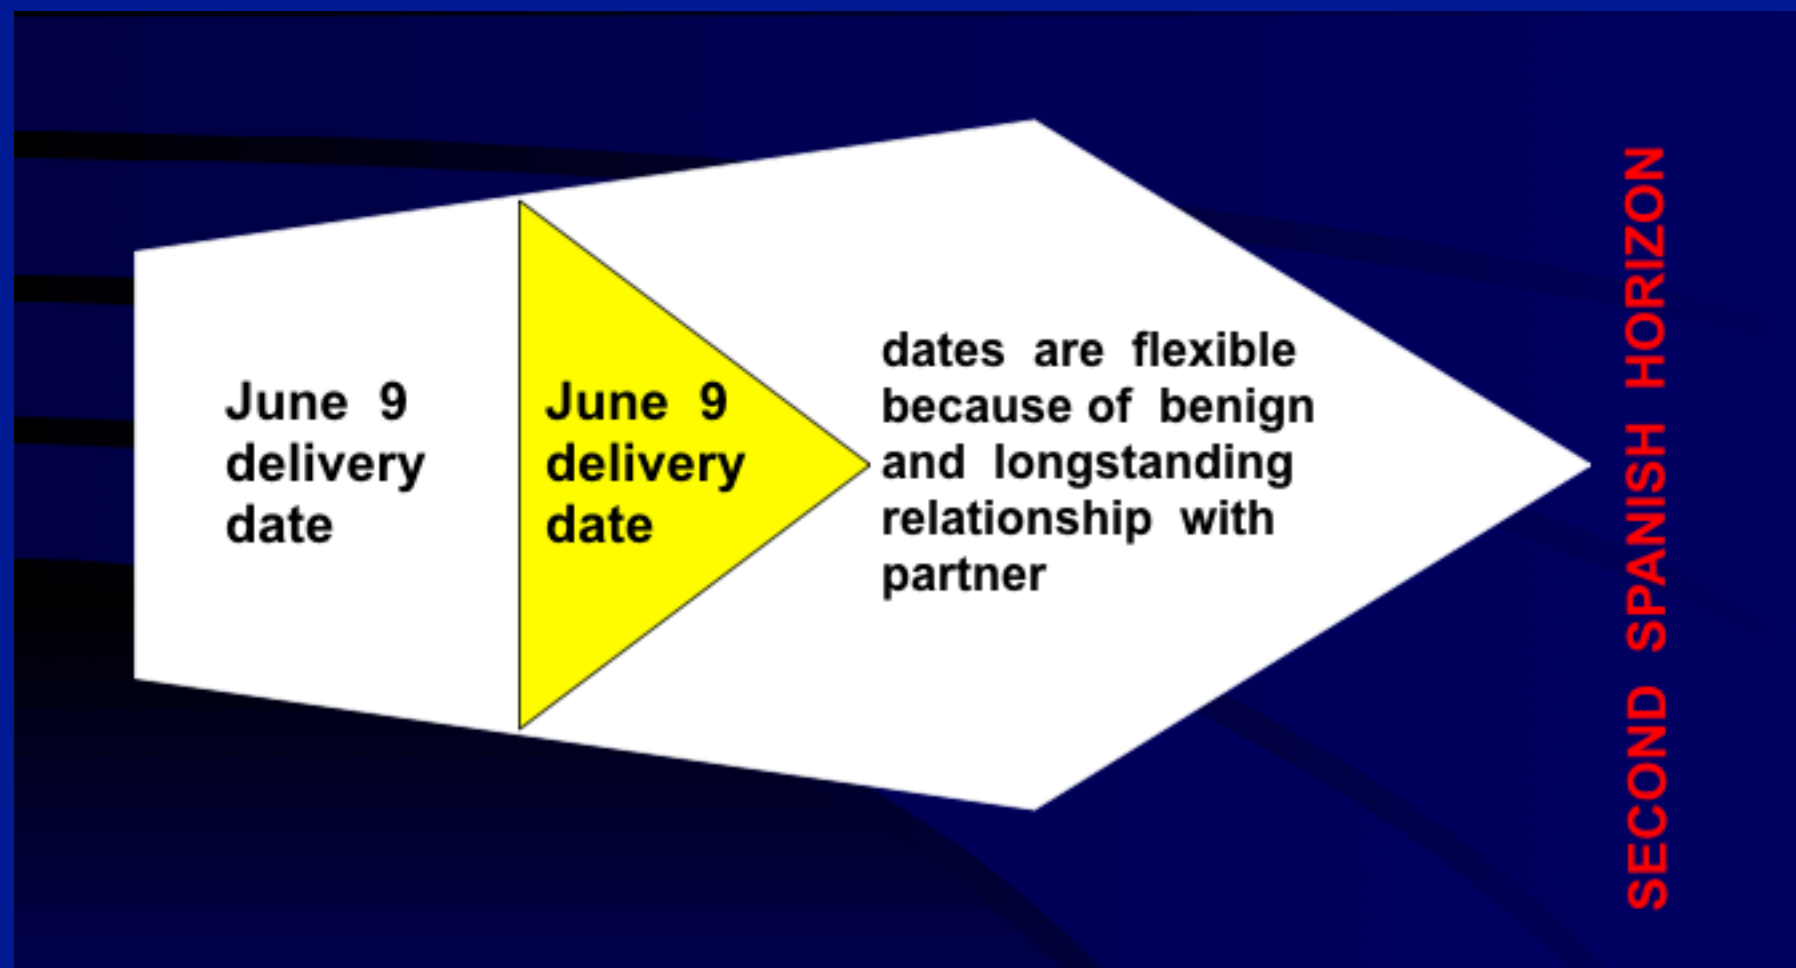 June 9
delivery
date
June 9
delivery
date
dates are flexible
because of benign
and longstanding
relationship with
partner
SECOND SPANISH HORIZON